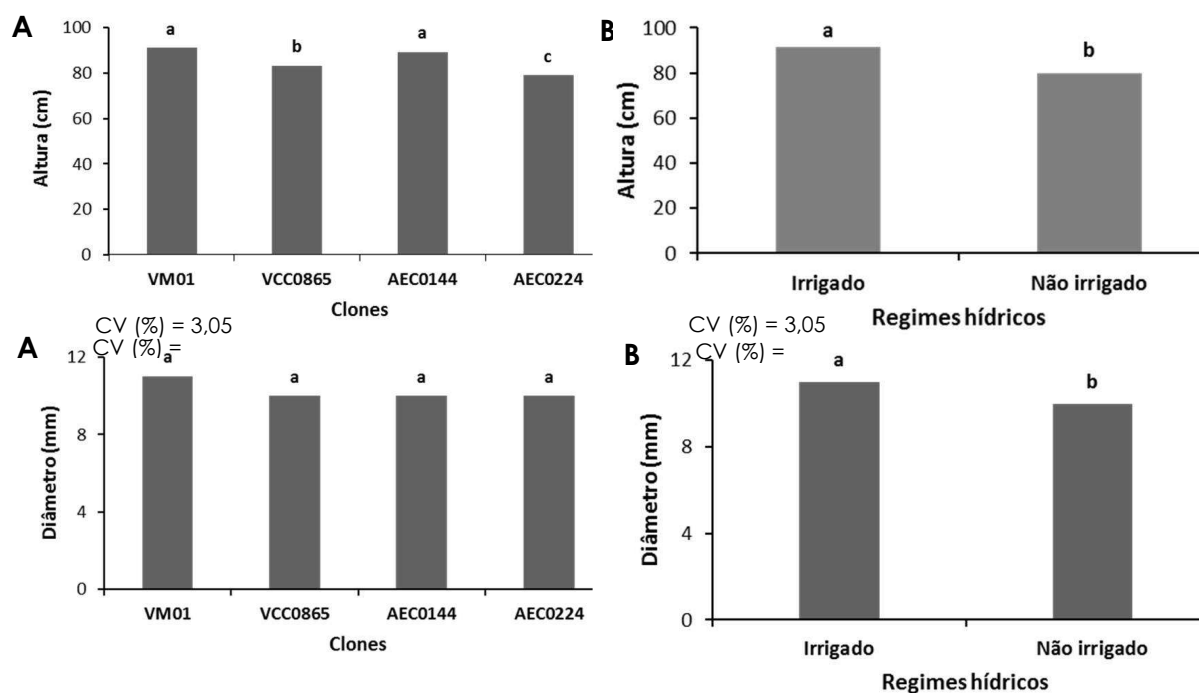 A
Altura (cm)
100
80
60
40
20
0
a
b
a
c
VM01 VCC0865 AEC0144 AEC0224
Clones
CV (%) = 3,05
B
Altura (cm)
100
80
60
40
20
0
a
b
Irrigado Não irrigado
Regimes hídricos
CV (%) = 3,05
A
CV (%) =
Diâmetro (mm)
12
8
4
0
a
a
a
a
VM01 VCC0865 AEC0144 AEC0224
Clones
B
CV (%) =
Diâmetro (mm)
12
8
4
0
a
b
Irrigado Não irrigado
Regimes hídricos